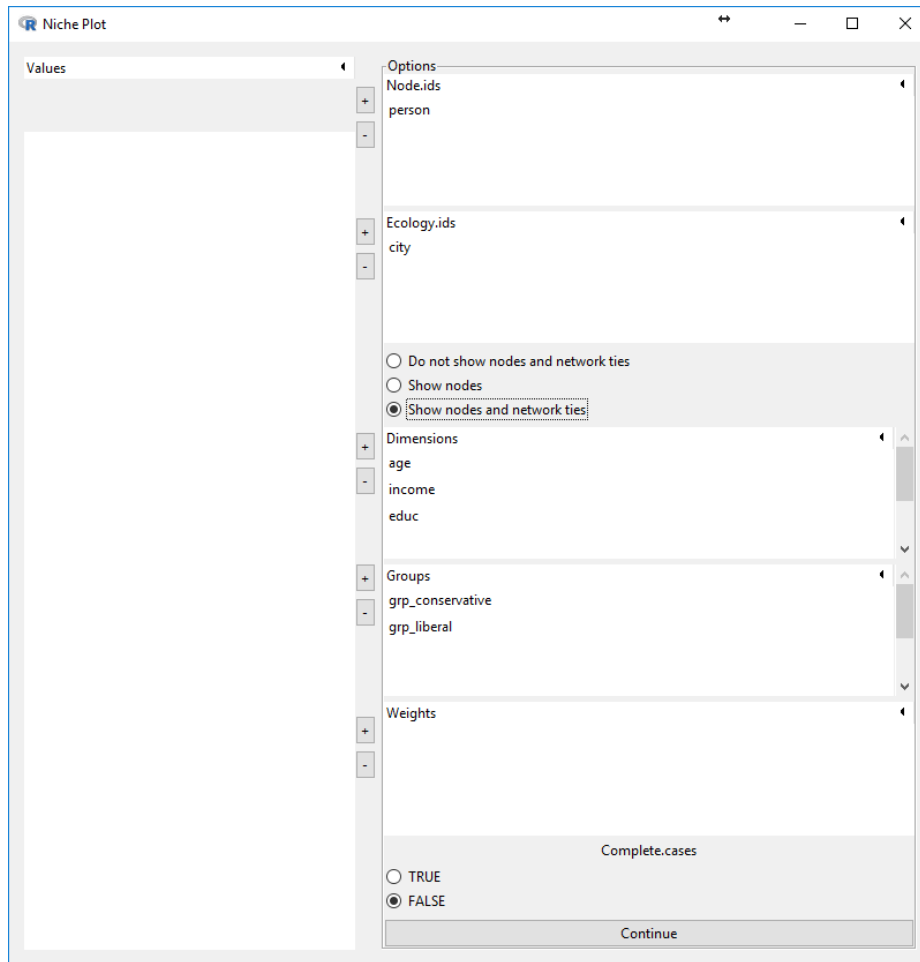 Niche Plot
Values
Options
Node.ids
+
person
-
Ecology.ids
+
city
-
Do not show nodes and network ties
Show nodes
Show nodes and network ties
Dimensions
+
age
-
income
educ
Groups
+
grp_conservative
-
grp_liberal
Weights
+
-
Complete.cases
TRUE
FALSE
Continue